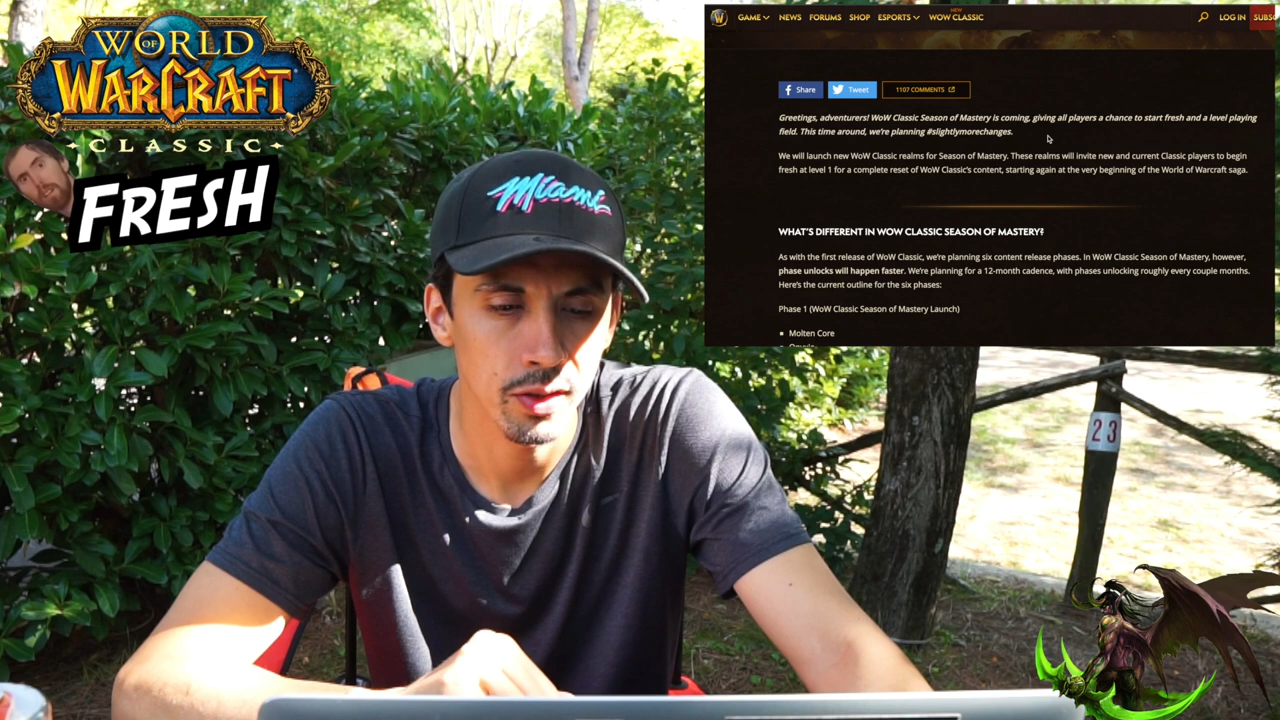 WORLD
OF
WARCRAFT
CLASSIC
FRESH
Miami
GAME
NEWS
FORUMS
SHOP
ESPORTS
NEW
WOW CLASSIC
LOG IN
Share
Tweet
1107 COMMENTS
Greetings, adventurers! WoW Classic Season of Mastery is coming, giving all players a chance to start fresh and a level playing
field. This time around, we're planning #slightlymorechanges.
We will launch new WoW Classic realms for Season of Mastery. These realms will invite new and current Classic players to begin
fresh at level 1 for a complete reset of WoW Classic's content, starting again at the very beginning of the World of Warcraft saga.
WHAT'S DIFFERENT IN WOW CLASSIC SEASON OF MASTERY?
As with the first release of WoW Classic, we're planning six content release phases. In WoW Classic Season of Mastery, however,
phase unlocks will happen faster. We're planning for a 12-month cadence, with phases unlocking roughly every couple months.
Here's the current outline for the six phases:
Phase 1 (WoW Classic Season of Mastery Launch)
Molten Core
23